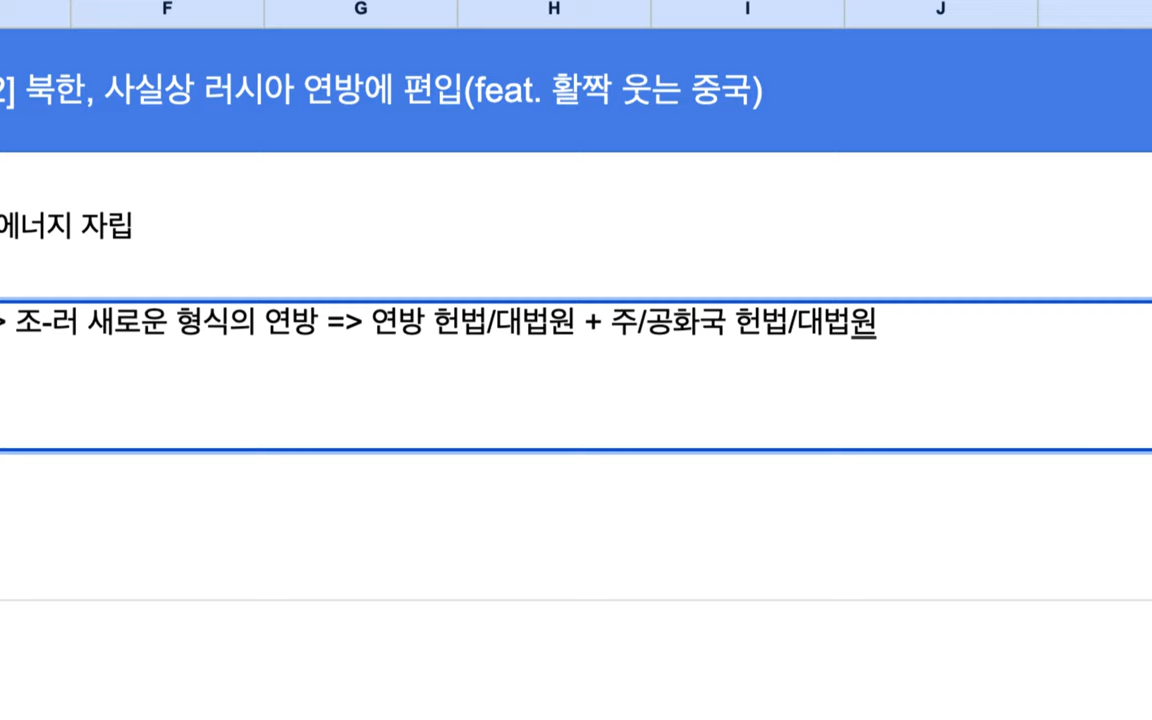 F G H I J
2] 북한, 사실상 러시아 연방에 편입(feat. 활짝 웃는 중국)
에너지 자립
> 조-러 새로운 형식의 연방 => 연방 헌법/대법원 + 주/공화국 헌법/대법원